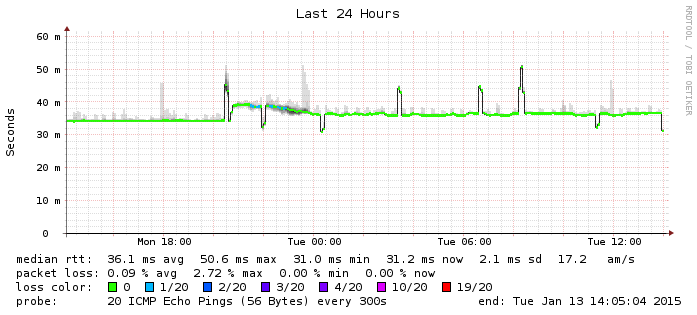 Last 24 Hours
RRDTOOL / TOBI OETIKER
Seconds
60 m
50 m
40 m
30 m
20 m
10 m
0
Mon 18:00 Tue 00:00 Tue 06:00 Tue 12:00
median rtt: 36.1 ms avg 50.6 ms max 31.0 ms min 31.2 ms now 2.1 ms sd 17.2 am/s
packet loss: 0.09 % avg 2.72 % max 0.00 % min 0.00 % now
loss color: 0 1/20 2/20 3/20 4/20 10/20 19/20
probe: 20 ICMP Echo Pings (56 Bytes) every 300s end: Tue Jan 13 14:05:04 2015